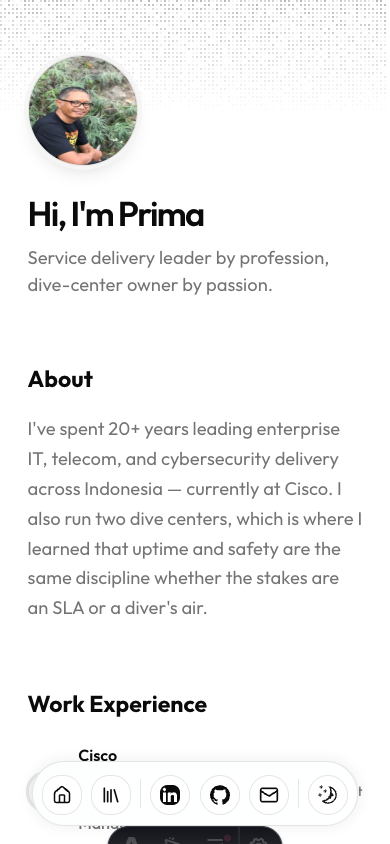 Hi, I'm Prima
Service delivery leader by profession,
dive-center owner by passion.
About
I've spent 20+ years leading enterprise
IT, telecom, and cybersecurity delivery
across Indonesia — currently at Cisco. I
also run two dive centers, which is where I
learned that uptime and safety are the
same discipline whether the stakes are
an SLA or a diver's air.
Work Experience
Cisco